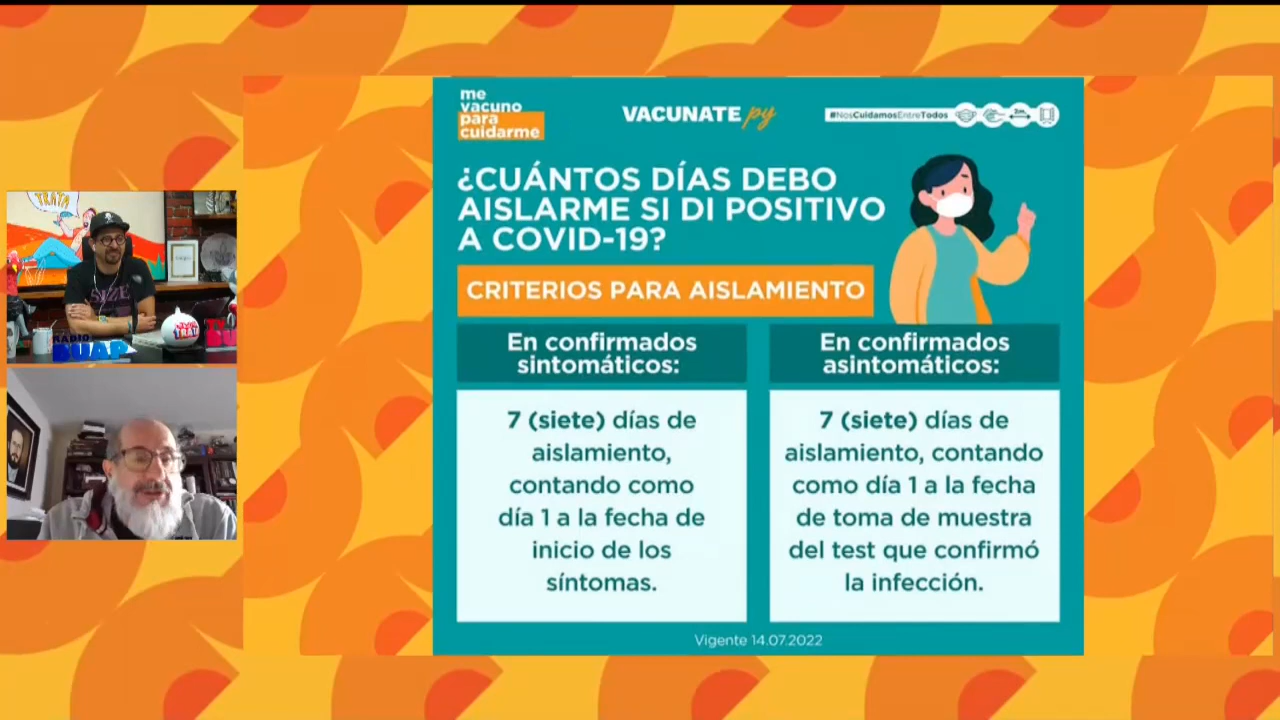 me
vacuno
para
cuidarme
VACUNATE py
#NosCuidamosEntreTodos
¿CUÁNTOS DÍAS DEBO
AISLARME SI DI POSITIVO
A COVID-19?
CRITERIOS PARA AISLAMIENTO
En confirmados
sintomáticos:
7 (siete) días de
aislamiento,
contando como
día 1 a la fecha de
inicio de los
síntomas.
En confirmados
asintomáticos:
7 (siete) días de
aislamiento, contando
como día 1 a la fecha
de toma de muestra
del test que confirmó
la infección.
Vigente 14.07.2022
TRATA
RADIO
BUAP